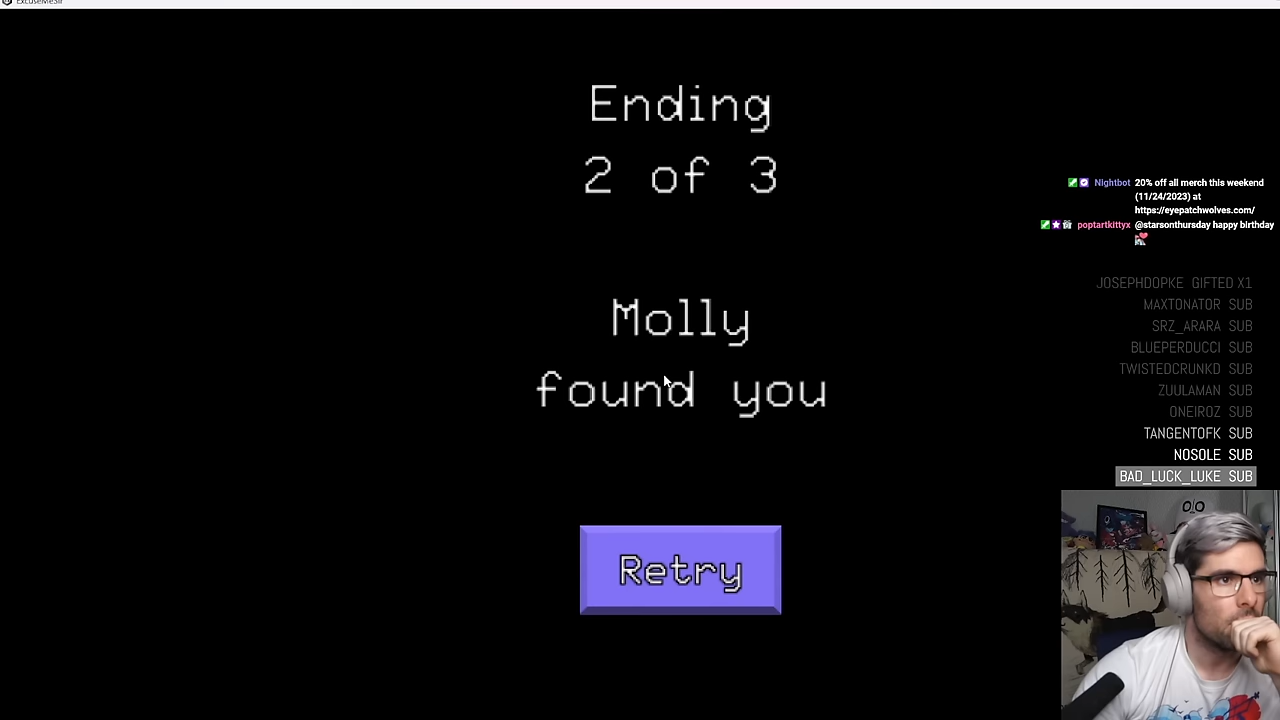 ExcuseMeSir
Ending
2 of 3
Molly
found you
Retry
Nightbot 20% off all merch this weekend
(11/24/2023) at
https://eyepatchwolves.com/
poptartkittyx @starsonthursday happy birthday
JOSEPHDOPKE GIFTED X1
MAXTONATOR SUB
SRZ_ARARA SUB
BLUEPERDUCCI SUB
TWISTEDCRUNKD SUB
ZUULAMAN SUB
ONEIROZ SUB
TANGENTOFK SUB
NOSOLE SUB
BAD_LUCK_LUKE SUB